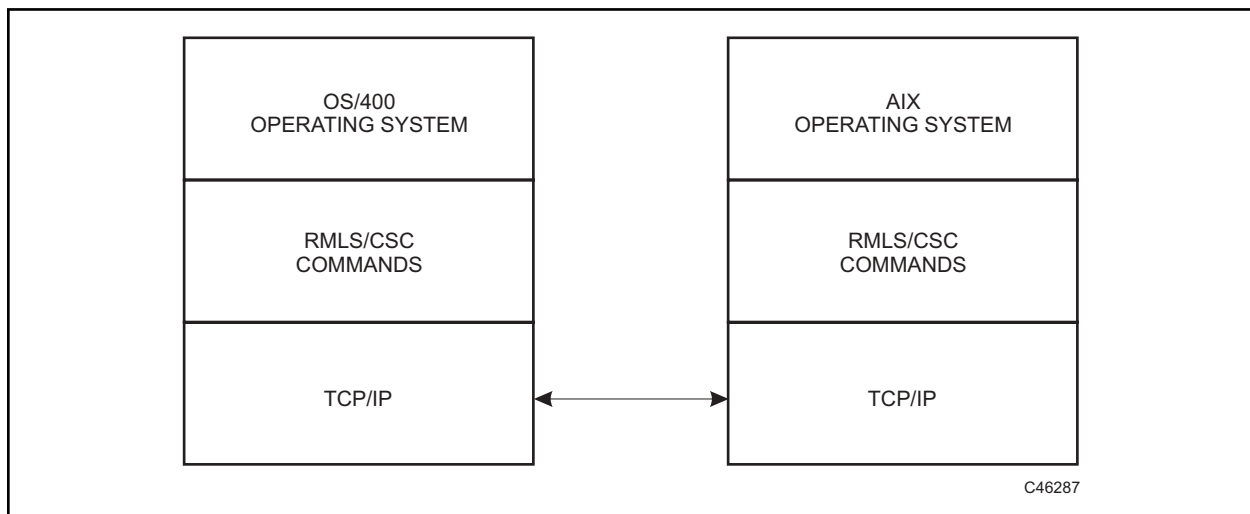 OS/400
OPERATING SYSTEM
AIX
OPERATING SYSTEM
RMLS/CSC
COMMANDS
RMLS/CSC
COMMANDS
TCP/IP
TCP/IP
C46287